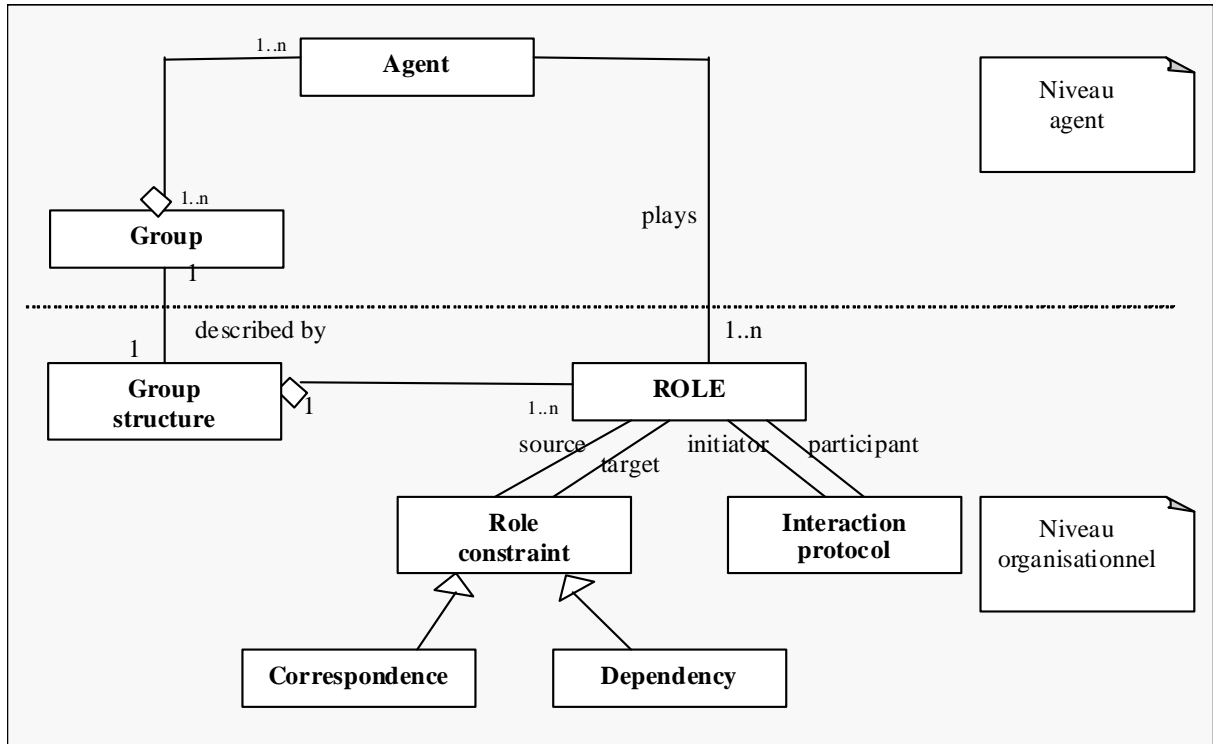 1..n
Agent
Niveau
agent
1..n
Group
plays
1
described by
1
1..n
Group
structure
1
1..n
ROLE
source
target
initiator
participant
Role
constraint
Interaction
protocol
Niveau
organisationnel
Correspondence
Dependency